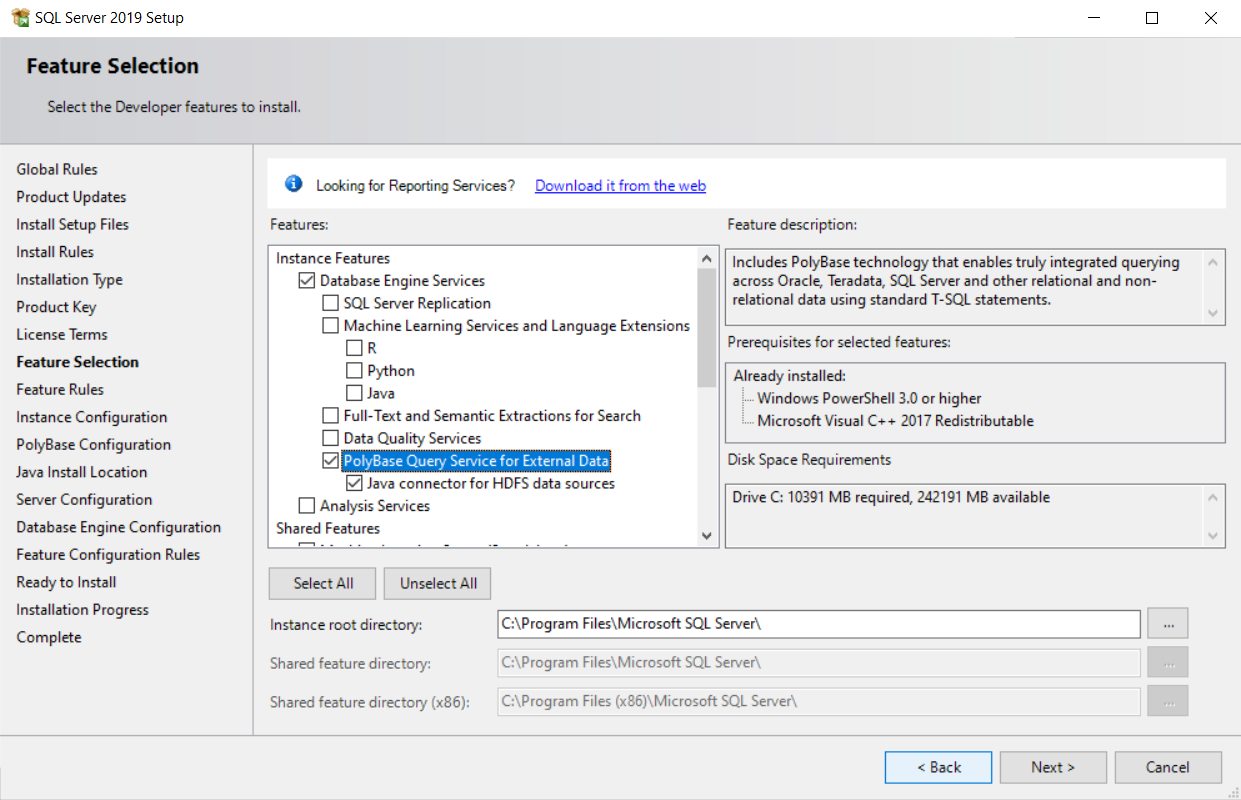 SQL Server 2019 Setup
Feature Selection
Select the Developer features to install.
Global Rules
Product Updates
Install Setup Files
Install Rules
Installation Type
Product Key
License Terms
Feature Selection
Feature Rules
Instance Configuration
PolyBase Configuration
Java Install Location
Server Configuration
Database Engine Configuration
Feature Configuration Rules
Ready to Install
Installation Progress
Complete
Looking for Reporting Services? Download it from the web
Features:
Instance Features
Database Engine Services
SQL Server Replication
Machine Learning Services and Language Extensions
R
Python
Java
Full-Text and Semantic Extractions for Search
Data Quality Services
PolyBase Query Service for External Data
Java connector for HDFS data sources
Analysis Services
Shared Features
Feature description:
Includes PolyBase technology that enables truly integrated querying
across Oracle, Teradata, SQL Server and other relational and non-
relational data using standard T-SQL statements.
Prerequisites for selected features:
Already installed:
Windows PowerShell 3.0 or higher
Microsoft Visual C++ 2017 Redistributable
Disk Space Requirements
Drive C: 10391 MB required, 242191 MB available
Select All
Unselect All
Instance root directory: C:\Program Files\Microsoft SQL Server\ ...
Shared feature directory: C:\Program Files\Microsoft SQL Server\ ...
Shared feature directory (x86): C:\Program Files (x86)\Microsoft SQL Server\ ...
< Back
Next >
Cancel